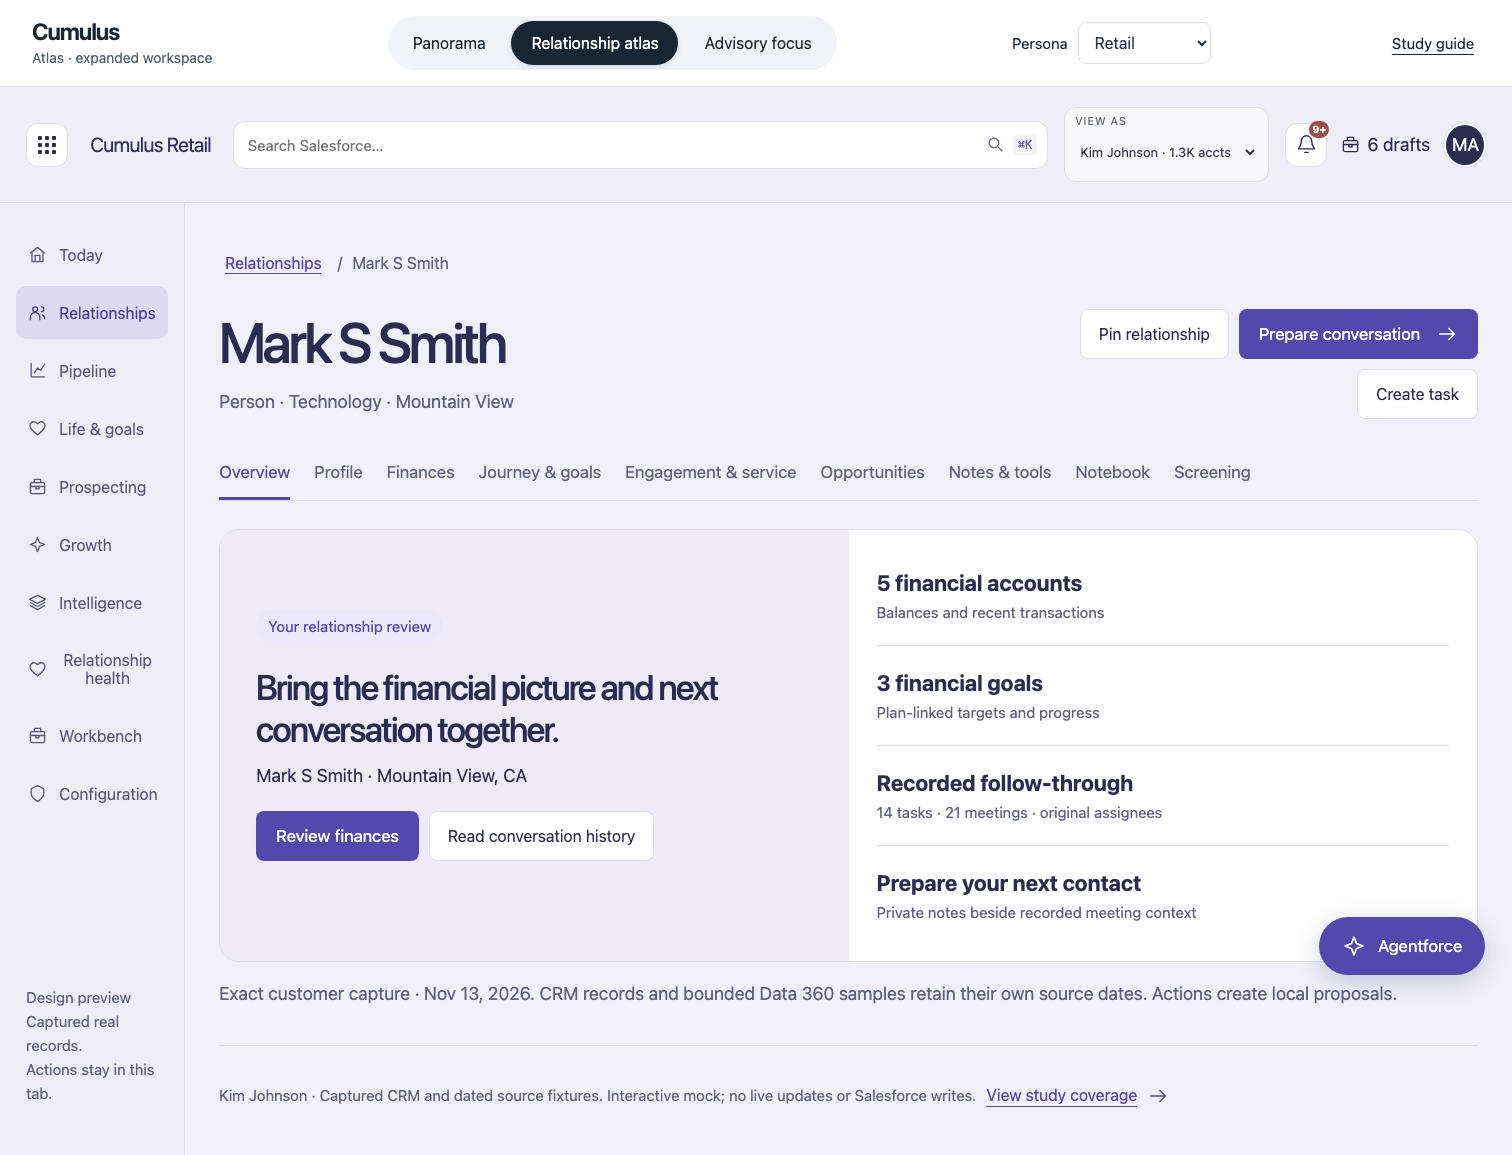 Cumulus
Atlas · expanded workspace
Panorama
Relationship atlas
Advisory focus
Persona
Retail
Study guide
Cumulus Retail
Search Salesforce...
⌘K
VIEW AS
Kim Johnson · 1.3K accts
9+
6 drafts
MA
Today
Relationships
Pipeline
Life & goals
Prospecting
Growth
Intelligence
Relationship
health
Workbench
Configuration
Design preview
Captured real
records.
Actions stay in this
tab.
Relationships / Mark S Smith
Mark S Smith
Person · Technology · Mountain View
Pin relationship
Prepare conversation
Create task
Overview
Profile
Finances
Journey & goals
Engagement & service
Opportunities
Notes & tools
Notebook
Screening
Your relationship review
Bring the financial picture and next
conversation together.
Mark S Smith · Mountain View, CA
Review finances
Read conversation history
5 financial accounts
Balances and recent transactions
3 financial goals
Plan-linked targets and progress
Recorded follow-through
14 tasks · 21 meetings · original assignees
Prepare your next contact
Private notes beside recorded meeting context
Agentforce
Exact customer capture · Nov 13, 2026. CRM records and bounded Data 360 samples retain their own source dates. Actions create local proposals.
Kim Johnson · Captured CRM and dated source fixtures. Interactive mock; no live updates or Salesforce writes. View study coverage